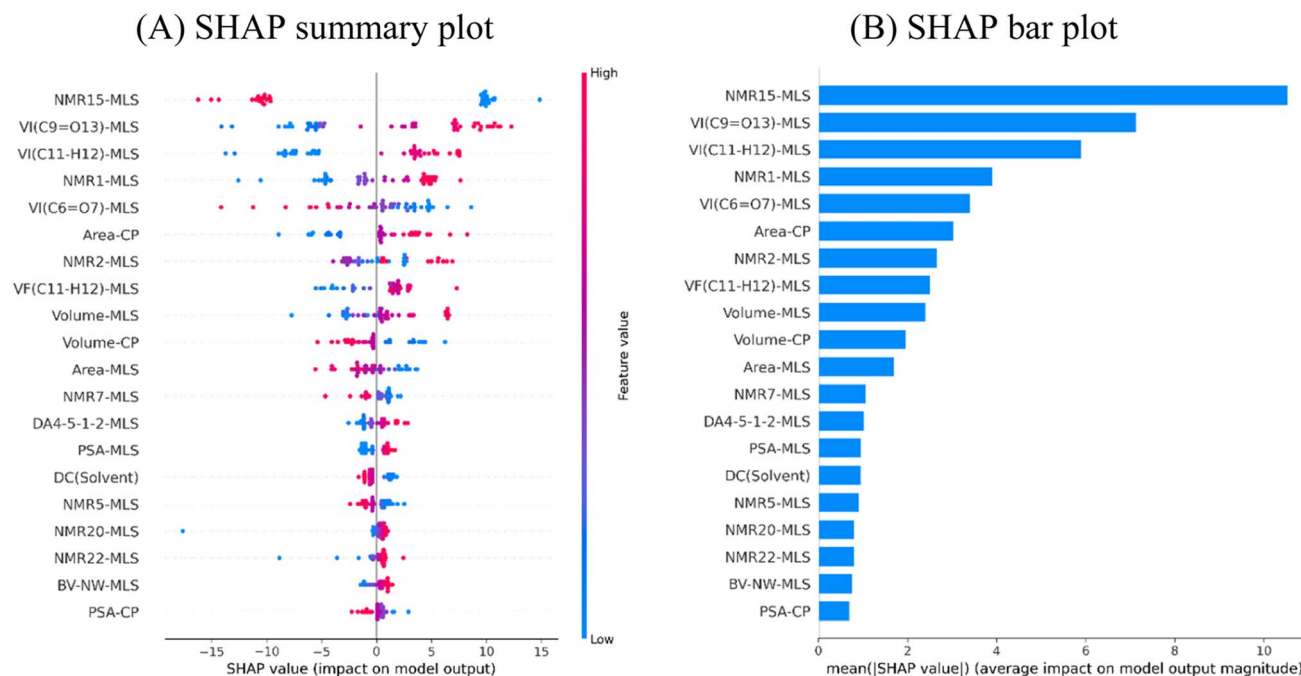 (A) SHAP summary plot
NMR15-MLS
VI(C9=O13)-MLS
VI(C11-H12)-MLS
NMR1-MLS
VI(C6=O7)-MLS
Area-CP
NMR2-MLS
VF(C11-H12)-MLS
Volume-MLS
Volume-CP
Area-MLS
NMR7-MLS
DA4-5-1-2-MLS
PSA-MLS
DC(Solvent)
NMR5-MLS
NMR20-MLS
NMR22-MLS
BV-NW-MLS
PSA-CP
−15 −10 −5 0 5 10 15
SHAP value (impact on model output)
High
Feature value
Low
(B) SHAP bar plot
NMR15-MLS
VI(C9=O13)-MLS
VI(C11-H12)-MLS
NMR1-MLS
VI(C6=O7)-MLS
Area-CP
NMR2-MLS
VF(C11-H12)-MLS
Volume-MLS
Volume-CP
Area-MLS
NMR7-MLS
DA4-5-1-2-MLS
PSA-MLS
DC(Solvent)
NMR5-MLS
NMR20-MLS
NMR22-MLS
BV-NW-MLS
PSA-CP
0 2 4 6 8 10
mean(|SHAP value|) (average impact on model output magnitude)